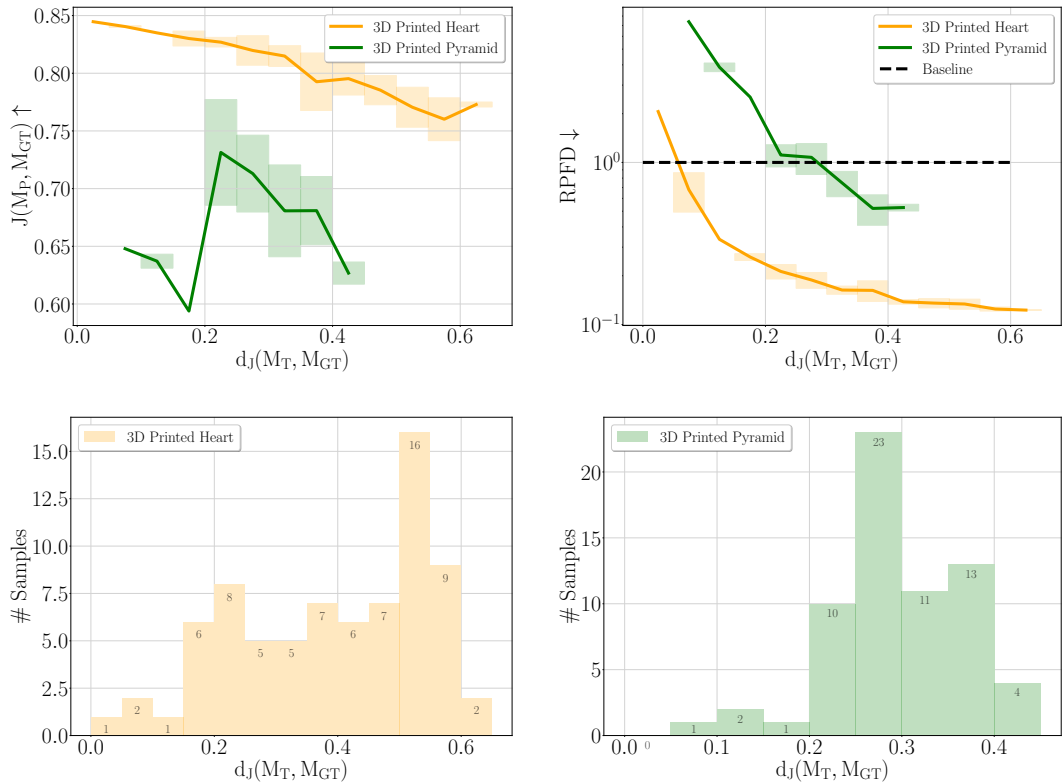 0.85
0.80
0.75
0.70
0.65
0.60
J(M_P, M_GT) ↑
3D Printed Heart
3D Printed Pyramid
0.0 0.2 0.4 0.6
d_J(M_T, M_GT)
10^0
10^-1
RPFD ↓
3D Printed Heart
3D Printed Pyramid
Baseline
0.0 0.2 0.4 0.6
d_J(M_T, M_GT)
15.0
12.5
10.0
7.5
5.0
2.5
0.0
# Samples
3D Printed Heart
1 2 1 6 8 5 5 7 6 7 16 9 2
0.0 0.2 0.4 0.6
d_J(M_T, M_GT)
20
15
10
5
0
# Samples
3D Printed Pyramid
0 1 2 1 10 23 11 13 4
0.0 0.1 0.2 0.3 0.4
d_J(M_T, M_GT)